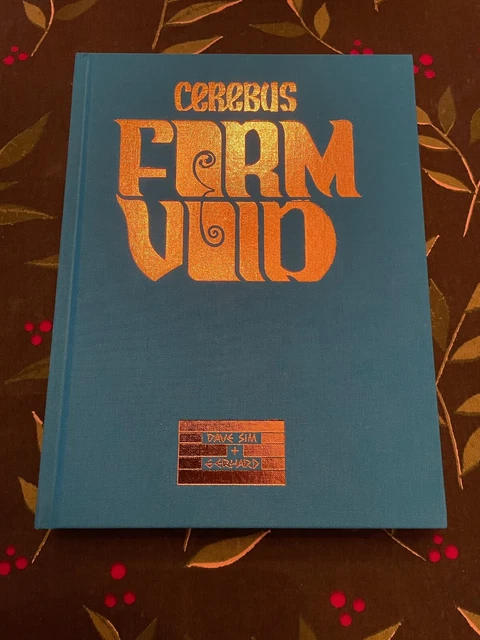 CEREBUS
FORM
VOID
DAVE SIM
+
GERHARD